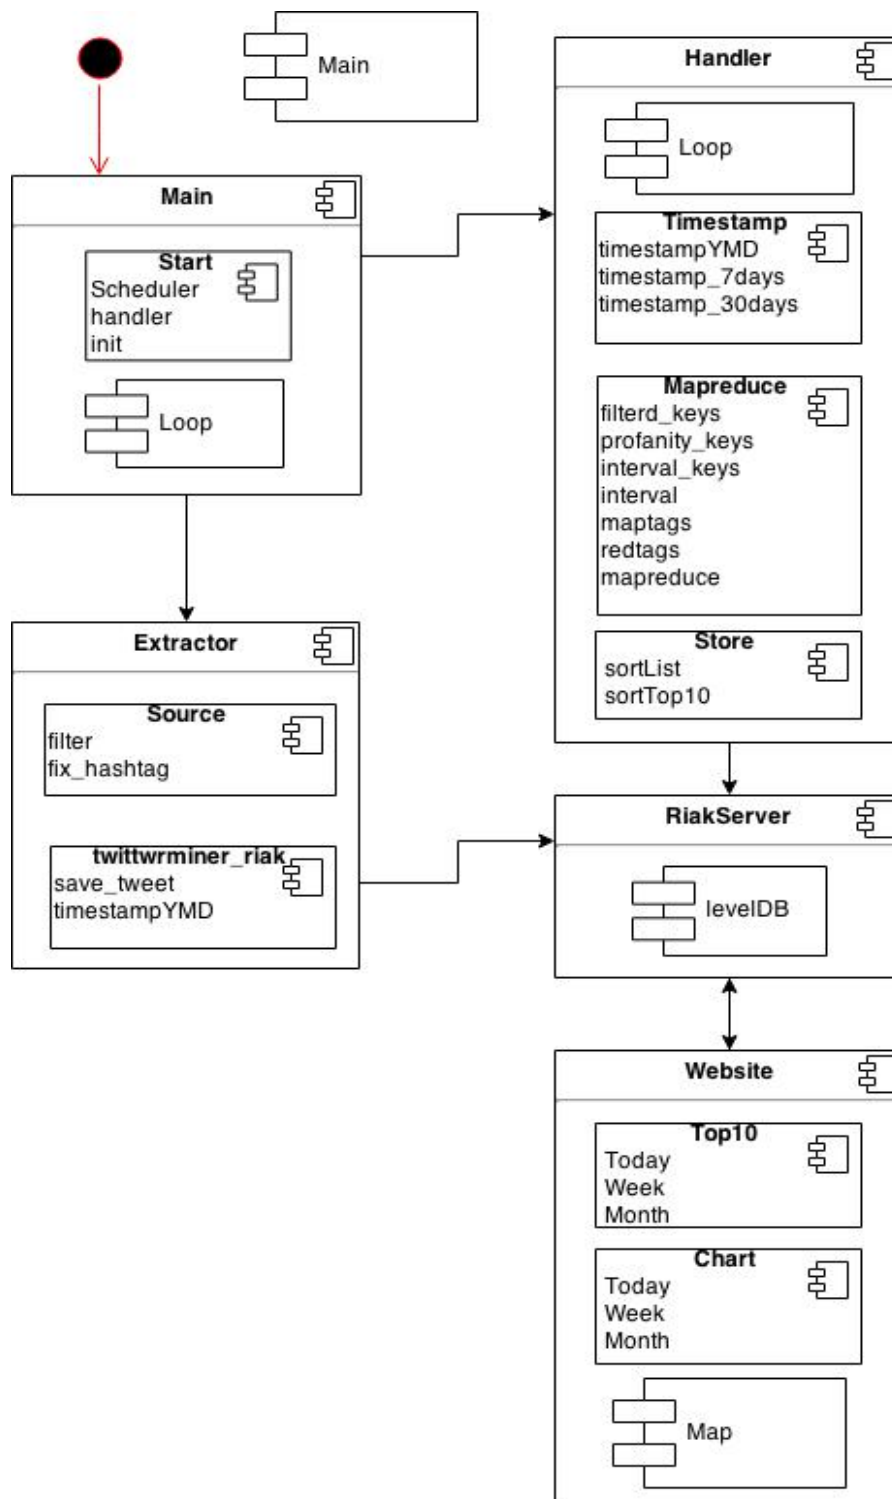 Main
Main
Start
Scheduler
handler
init
Loop
Handler
Loop
Timestamp
timestampYMD
timestamp_7days
timestamp_30days
Mapreduce
filterd_keys
profanity_keys
interval_keys
interval
maptags
redtags
mapreduce
Store
sortList
sortTop10
Extractor
Source
filter
fix_hashtag
twittwrminer_riak
save_tweet
timestampYMD
RiakServer
levelDB
Website
Top10
Today
Week
Month
Chart
Today
Week
Month
Map